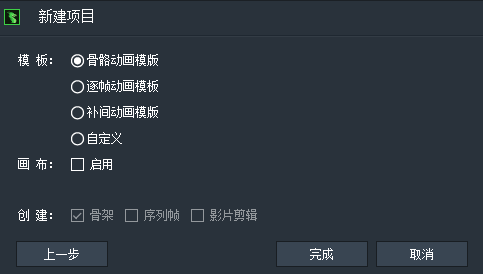 新建项目
模 板： 骨骼动画模版
逐帧动画模板
补间动画模版
自定义
画 布： 启用
创 建： 骨架 序列帧 影片剪辑
上一步 完成 取消